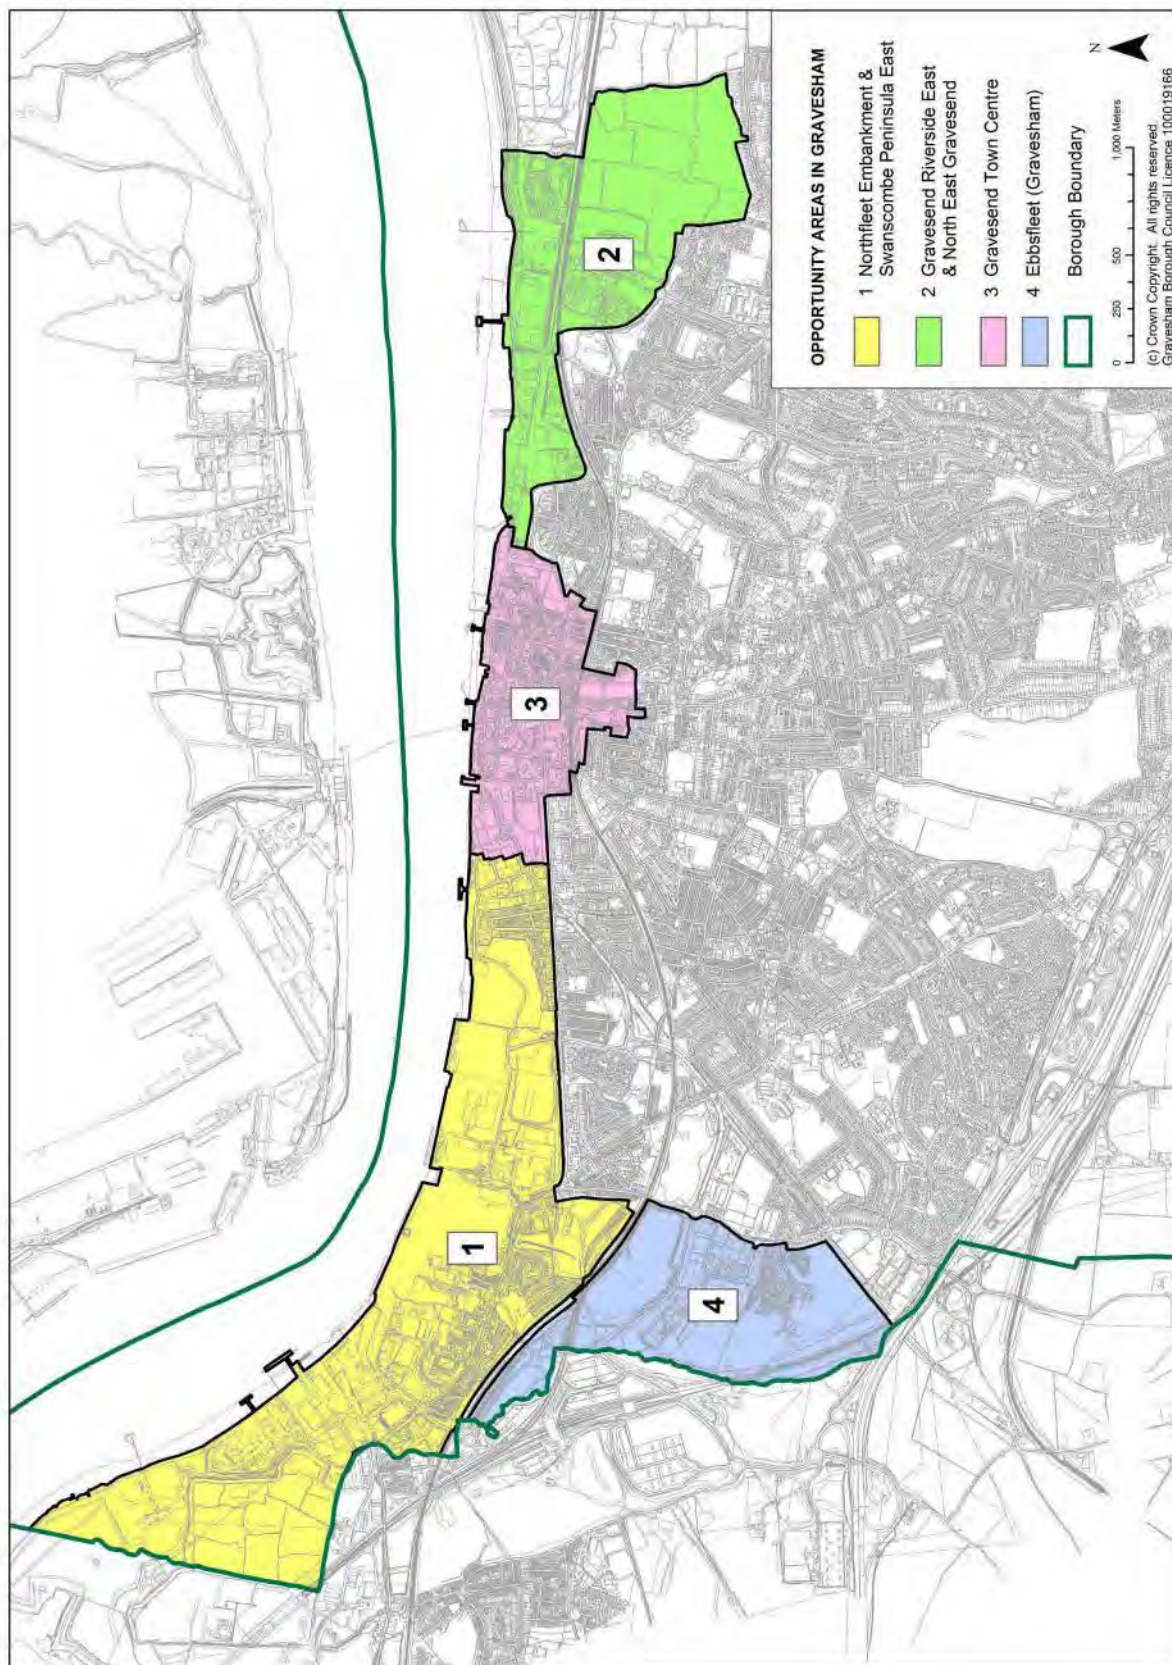 OPPORTUNITY AREAS IN GRAVESHAM
1 Northfleet Embankment &
Swanscombe Peninsula East
2 Gravesend Riverside East
& North East Gravesend
3 Gravesend Town Centre
4 Ebbsfleet (Gravesham)
Borough Boundary
N
0 250 500 1,000 Meters
(c) Crown Copyright. All rights reserved
Gravesham Borough Council Licence 100019166
1
2
3
4